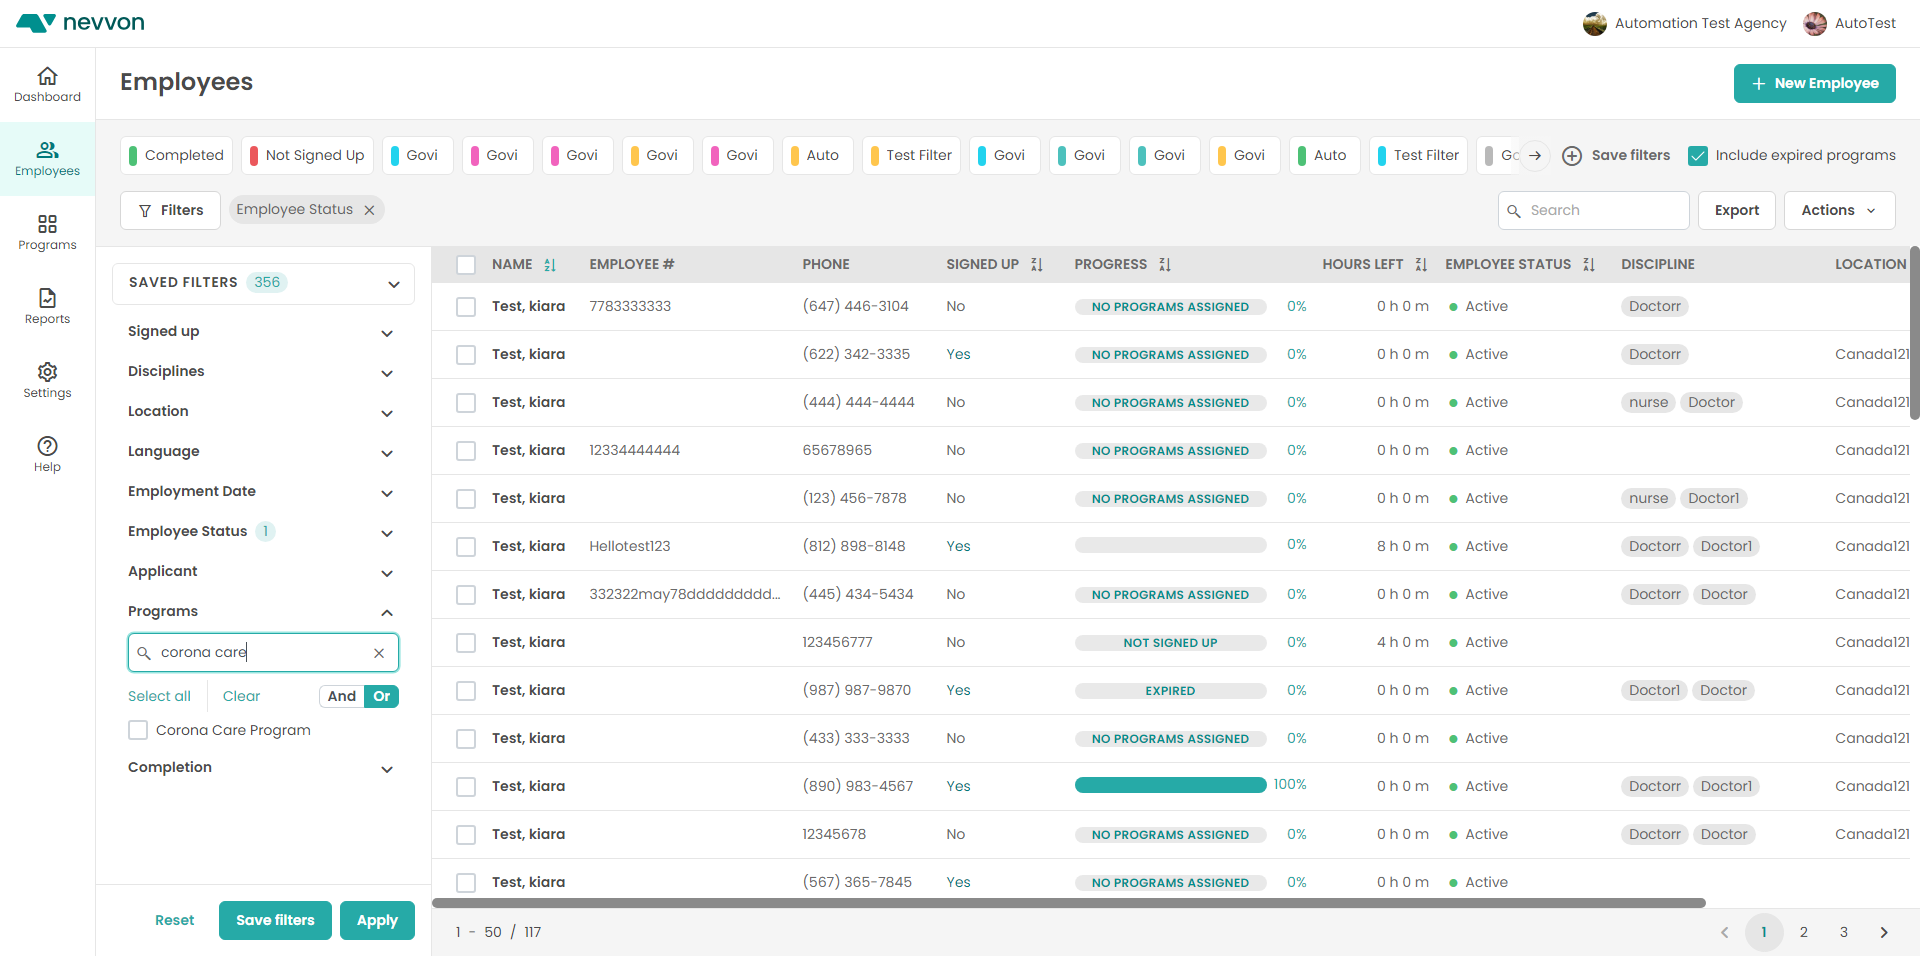 nevvon
Automation Test Agency
AutoTest
Dashboard
Employees
Programs
Reports
Settings
Help
Employees
New Employee
Completed
Not Signed Up
Govi
Govi
Govi
Govi
Govi
Auto
Test Filter
Govi
Govi
Govi
Govi
Auto
Test Filter
Save filters
Include expired programs
Filters
Employee Status
Search
Export
Actions
SAVED FILTERS 356
Signed up
Disciplines
Location
Language
Employment Date
Employee Status 1
Applicant
Programs
corona care
Select all
Clear
And Or
Corona Care Program
Completion
Reset
Save filters
Apply
NAME EMPLOYEE # PHONE SIGNED UP PROGRESS HOURS LEFT EMPLOYEE STATUS DISCIPLINE LOCATION
Test, kiara 7783333333 (647) 446-3104 No NO PROGRAMS ASSIGNED 0% 0 h 0 m Active Doctorr
Test, kiara (622) 342-3335 Yes NO PROGRAMS ASSIGNED 0% 0 h 0 m Active Doctorr Canada121
Test, kiara (444) 444-4444 No NO PROGRAMS ASSIGNED 0% 0 h 0 m Active nurse Doctor Canada121
Test, kiara 12334444444 65678965 No NO PROGRAMS ASSIGNED 0% 0 h 0 m Active Canada121
Test, kiara (123) 456-7878 No NO PROGRAMS ASSIGNED 0% 0 h 0 m Active nurse Doctor1 Canada121
Test, kiara Hellotest123 (812) 898-8148 Yes 0% 8 h 0 m Active Doctorr Doctor1 Canada121
Test, kiara 332322may78ddddddddd... (445) 434-5434 No NO PROGRAMS ASSIGNED 0% 0 h 0 m Active Doctorr Doctor Canada121
Test, kiara 123456777 No NOT SIGNED UP 0% 4 h 0 m Active Canada121
Test, kiara (987) 987-9870 Yes EXPIRED 0% 0 h 0 m Active Doctor1 Doctor Canada121
Test, kiara (433) 333-3333 No NO PROGRAMS ASSIGNED 0% 0 h 0 m Active Canada121
Test, kiara (890) 983-4567 Yes 100% 0 h 0 m Active Doctorr Doctor1 Canada121
Test, kiara 12345678 No NO PROGRAMS ASSIGNED 0% 0 h 0 m Active Doctorr Doctor Canada121
Test, kiara (567) 365-7845 Yes NO PROGRAMS ASSIGNED 0% 0 h 0 m Active
1 - 50 / 117
1 2 3